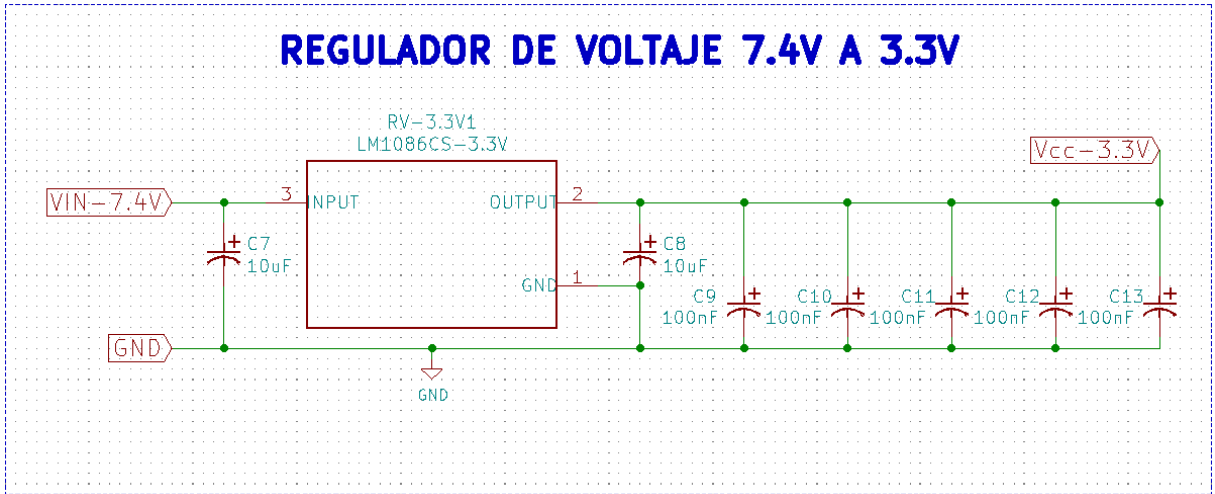 REGULADOR DE VOLTAJE 7.4V A 3.3V
RV-3.3V1
LM1086CS-3.3V
Vcc-3.3V
VIN-7.4V
3
INPUT
OUTPUT
2
C7
10uF
C8
10uF
GND
1
C9
100nF
C10
100nF
C11
100nF
C12
100nF
C13
100nF
GND
GND